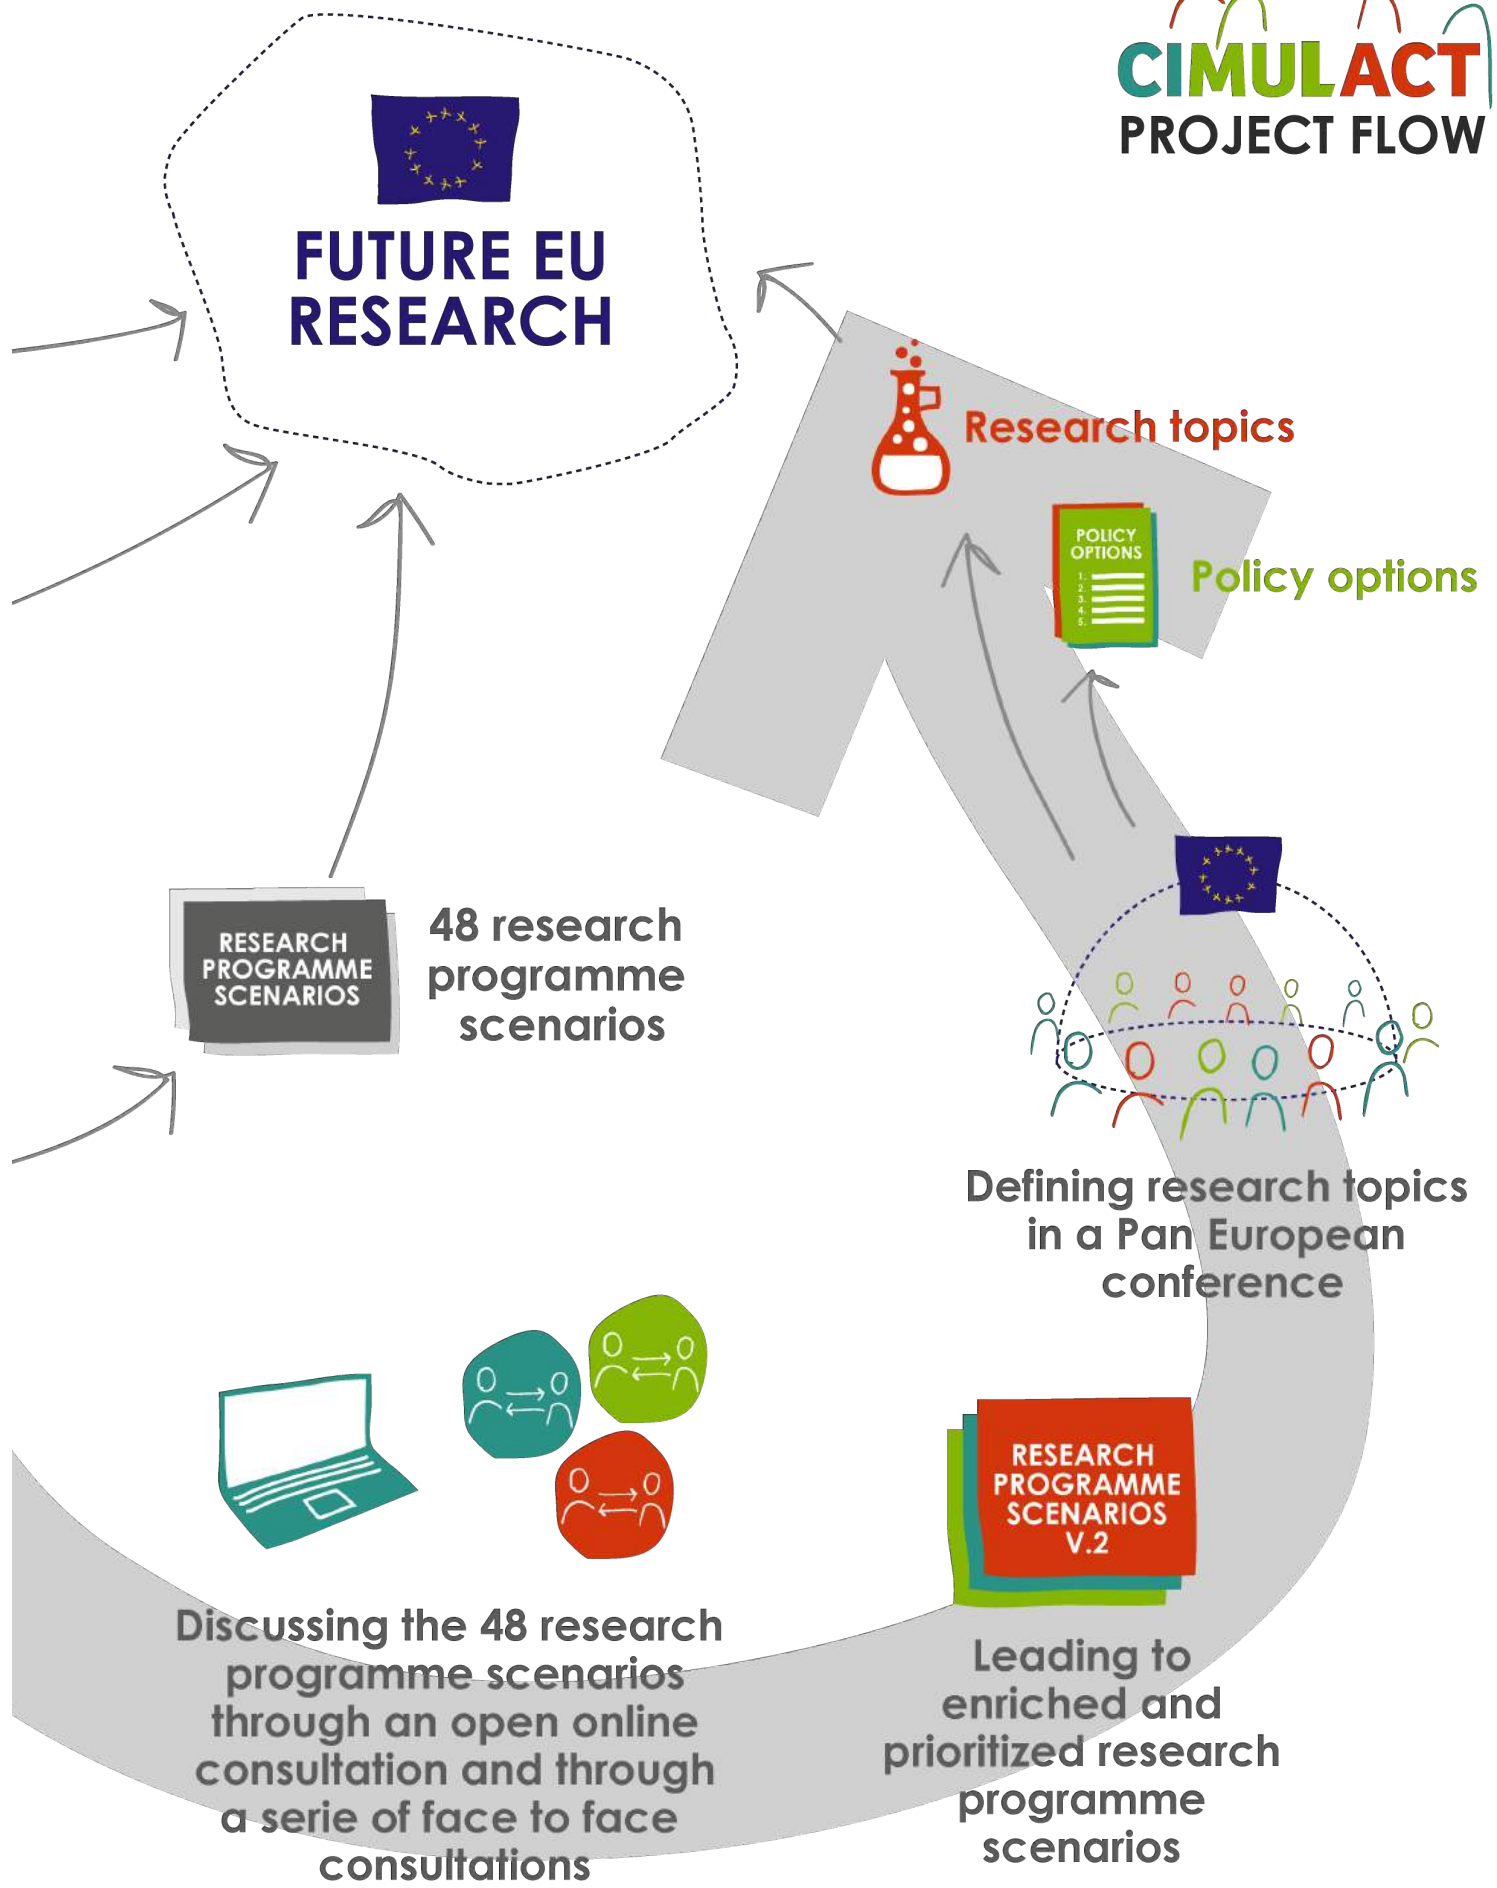 CIMULACT
PROJECT FLOW
FUTURE EU
RESEARCH
Research topics
POLICY
OPTIONS
1.
2.
3.
4.
5.
Policy options
RESEARCH
PROGRAMME
SCENARIOS
48 research
programme
scenarios
Defining research topics
in a Pan European
conference
RESEARCH
PROGRAMME
SCENARIOS
V.2
Discussing the 48 research
programme scenarios
through an open online
consultation and through
a serie of face to face
consultations
Leading to
enriched and
prioritized research
programme
scenarios